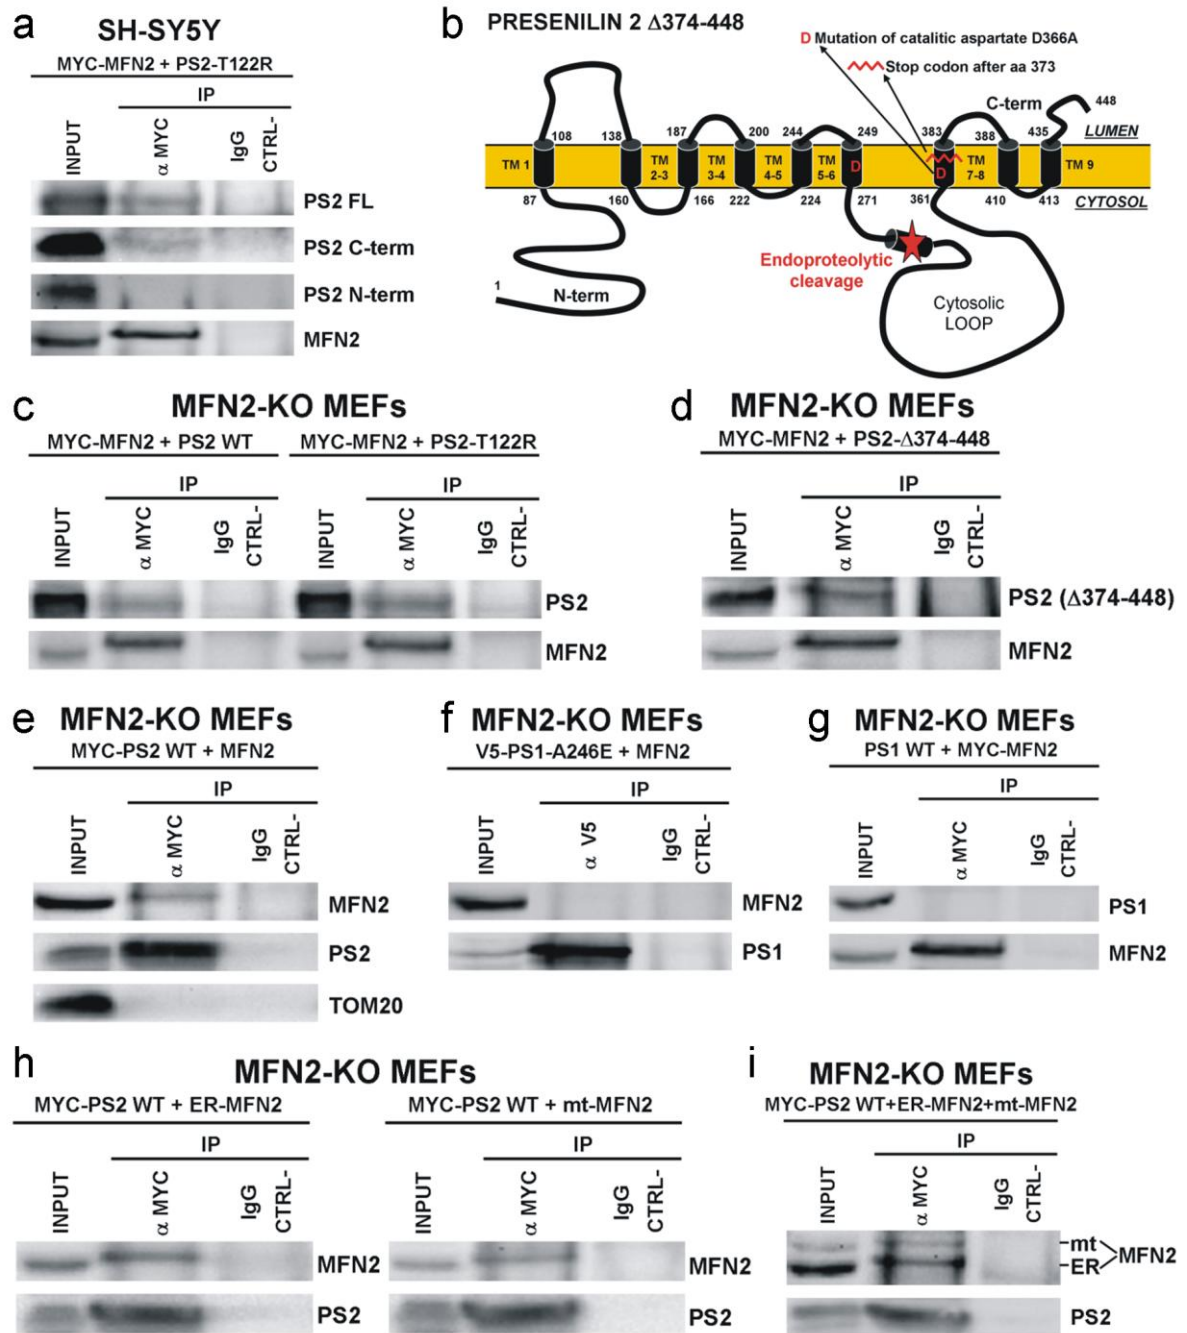 a
SH-SY5Y
MYC-MFN2 + PS2-T122R
IP
INPUT
α MYC
IgG
CTRL-
PS2 FL
PS2 C-term
PS2 N-term
MFN2
b
PRESENILIN 2 Δ374-448
D Mutation of catalitic aspartate D366A
Stop codon after aa 373
C-term
448
108
138
187
200
244
249
383
388
435
LUMEN
TM 1
TM 2-3
TM 3-4
TM 4-5
TM 5-6
D
D
TM 7-8
TM 9
87
160
166
222
224
271
361
410
413
CYTOSOL
Endoproteolytic
cleavage
1
N-term
Cytosolic
LOOP
c
MFN2-KO MEFs
MYC-MFN2 + PS2 WT
MYC-MFN2 + PS2-T122R
IP
IP
INPUT
α MYC
IgG
CTRL-
INPUT
α MYC
IgG
CTRL-
PS2
MFN2
d
MFN2-KO MEFs
MYC-MFN2 + PS2-Δ374-448
IP
INPUT
α MYC
IgG
CTRL-
PS2 (Δ374-448)
MFN2
e
MFN2-KO MEFs
MYC-PS2 WT + MFN2
IP
INPUT
α MYC
IgG
CTRL-
MFN2
PS2
TOM20
f
MFN2-KO MEFs
V5-PS1-A246E + MFN2
IP
INPUT
α V5
IgG
CTRL-
MFN2
PS1
g
MFN2-KO MEFs
PS1 WT + MYC-MFN2
IP
INPUT
α MYC
IgG
CTRL-
PS1
MFN2
h
MFN2-KO MEFs
MYC-PS2 WT + ER-MFN2
IP
INPUT
α MYC
IgG
CTRL-
MFN2
PS2
MYC-PS2 WT + mt-MFN2
IP
INPUT
α MYC
IgG
CTRL-
MFN2
PS2
i
MFN2-KO MEFs
MYC-PS2 WT+ER-MFN2+mt-MFN2
IP
INPUT
α MYC
IgG
CTRL-
mt
ER
MFN2
PS2